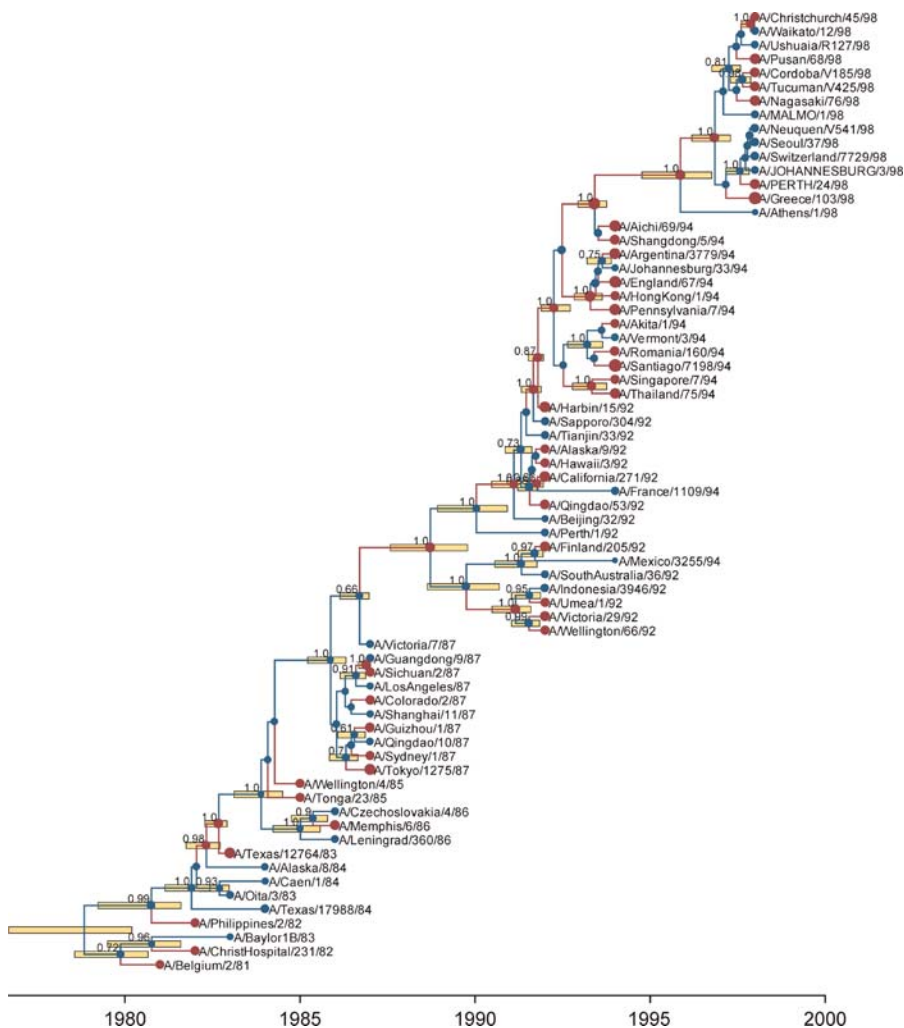 1.0 A/Christchurch/45/98
A/Waikato/12/98
A/Ushuaia/R127/98
A/Pusan/68/98
0.81
A/Cordoba/V185/98
A/Tucuman/V425/98
A/Nagasaki/76/98
A/MALMO/1/98
A/Neuquen/V541/98
1.0
A/Seoul/37/98
A/Switzerland/7729/98
1.0 A/JOHANNESBURG/3/98
1.0
A/PERTH/24/98
A/Greece/103/98
1.0
A/Athens/1/98
A/Aichi/69/94
A/Shangdong/5/94
A/Argentina/3779/94
0.75
A/Johannesburg/33/94
A/England/67/94
1.0 A/HongKong/1/94
A/Pennsylvania/7/94
1.0
A/Akita/1/94
A/Vermont/3/94
1.0
A/Romania/160/94
0.87
A/Santiago/7198/94
A/Singapore/7/94
1.0
A/Thailand/75/94
1.0
A/Harbin/15/92
A/Sapporo/304/92
A/Tianjin/33/92
0.73
A/Alaska/9/92
A/Hawaii/3/92
A/California/271/92
A/France/1109/94
A/Qingdao/53/92
1.0
A/Beijing/32/92
A/Perth/1/92
1.0
A/Finland/205/92
0.97
A/Mexico/3255/94
1.0
A/SouthAustralia/36/92
1.0
A/Indonesia/3946/92
0.95
A/Umea/1/92
0.66
1.0
A/Victoria/29/92
0.99
A/Wellington/66/92
A/Victoria/7/87
1.0
A/Guangdong/9/87
1.0
A/Sichuan/2/87
0.91
A/LosAngeles/87
A/Colorado/2/87
A/Shanghai/11/87
A/Guizhou/1/87
0.61
A/Qingdao/10/87
A/Sydney/1/87
A/Tokyo/1275/87
A/Wellington/4/85
1.0
A/Tonga/23/85
A/Czechoslovakia/4/86
0.9
A/Memphis/6/86
1.0
1.0
A/Leningrad/360/86
0.98
A/Texas/12764/83
A/Alaska/8/84
A/Caen/1/84
1.0 0.93
A/Oita/3/83
0.99
A/Texas/17988/84
A/Philippines/2/82
A/Baylor1B/83
0.96
A/ChristHospital/231/82
0.72
A/Belgium/2/81
1980 1985 1990 1995 2000